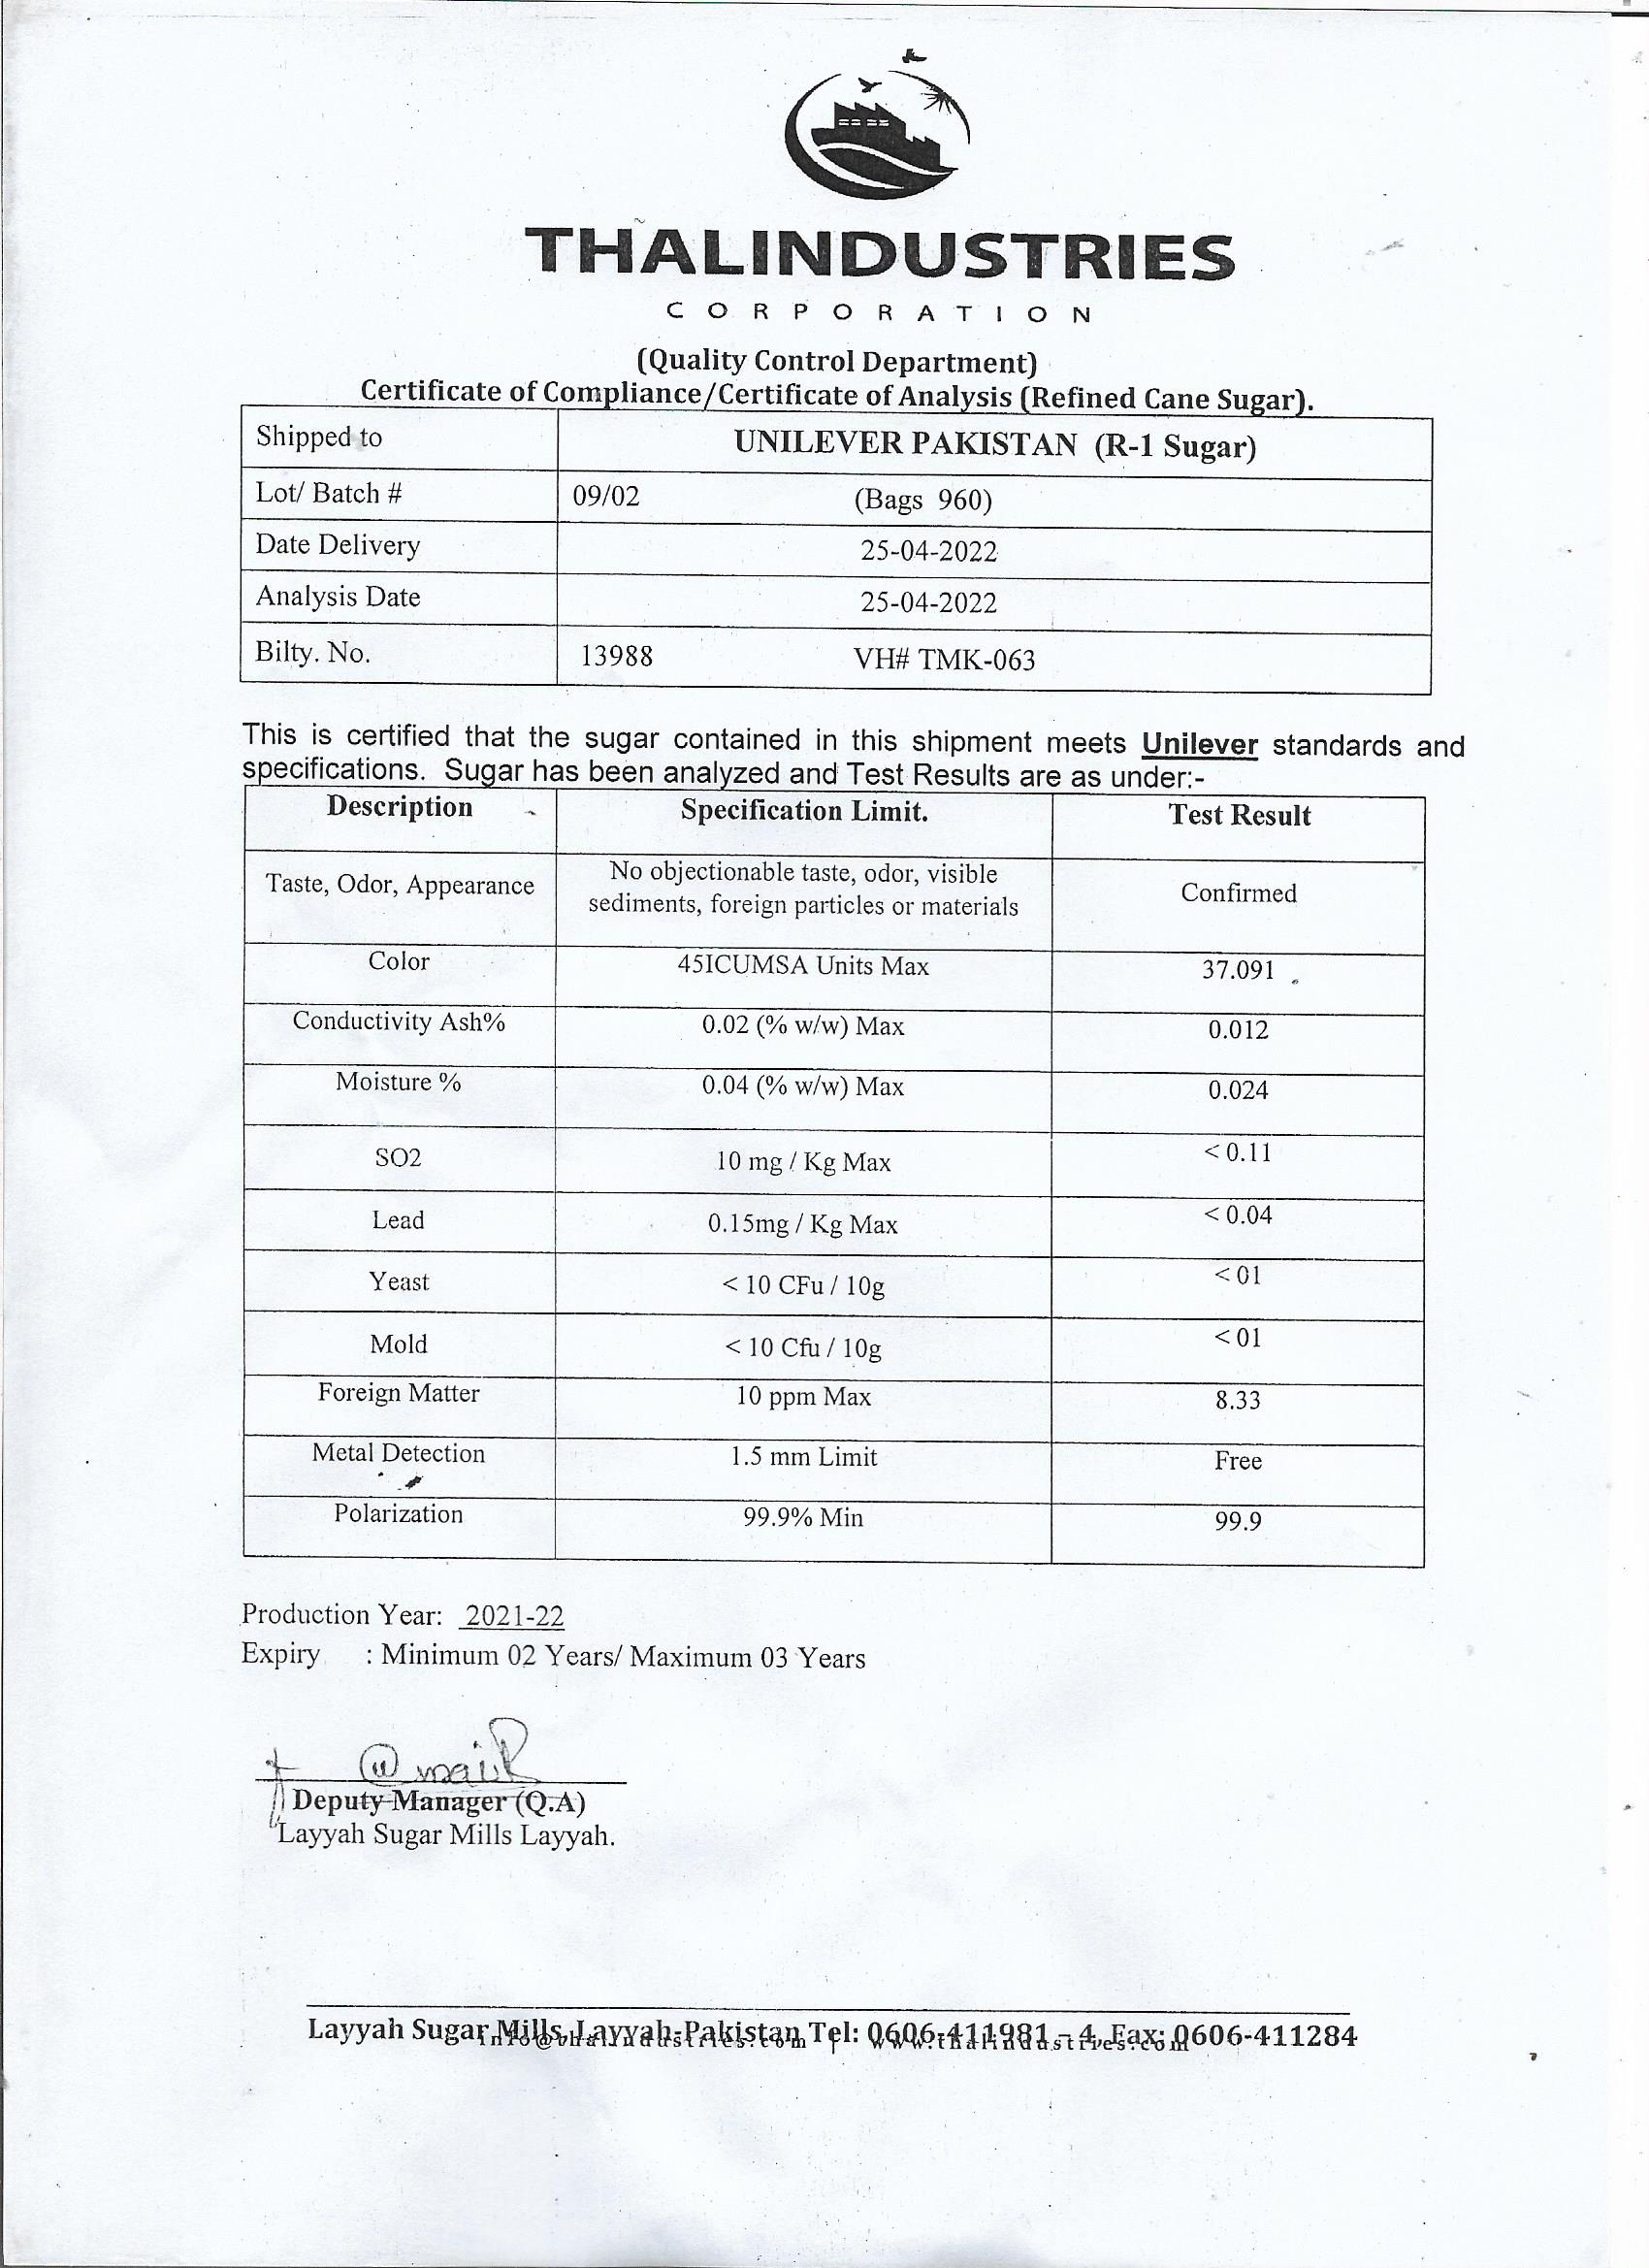 THALINDUSTRIES
CORPORATION
(Quality Control Department)
Certificate of Compliance/Certificate of Analysis (Refined Cane Sugar).
Shipped to UNILEVER PAKISTAN (R-1 Sugar)
Lot/ Batch # 09/02 (Bags 960)
Date Delivery 25-04-2022
Analysis Date 25-04-2022
Bilty. No. 13988 VH# TMK-063
This is certified that the sugar contained in this shipment meets Unilever standards and
specifications. Sugar has been analyzed and Test Results are as under:-
Description Specification Limit. Test Result
Taste, Odor, Appearance No objectionable taste, odor, visible
sediments, foreign particles or materials Confirmed
Color 45ICUMSA Units Max 37.091
Conductivity Ash% 0.02 (% w/w) Max 0.012
Moisture % 0.04 (% w/w) Max 0.024
SO2 10 mg / Kg Max < 0.11
Lead 0.15mg / Kg Max < 0.04
Yeast < 10 CFu / 10g < 01
Mold < 10 Cfu / 10g < 01
Foreign Matter 10 ppm Max 8.33
Metal Detection 1.5 mm Limit Free
Polarization 99.9% Min 99.9
Production Year: 2021-22
Expiry : Minimum 02 Years/ Maximum 03 Years
Deputy Manager (Q.A)
Layyah Sugar Mills Layyah.
Layyah Sugar Mills, Layyah-Pakistan Tel: 0606-411981 – 4, Fax: 0606-411284
info@thalindustries.com | www.thalindustries.com